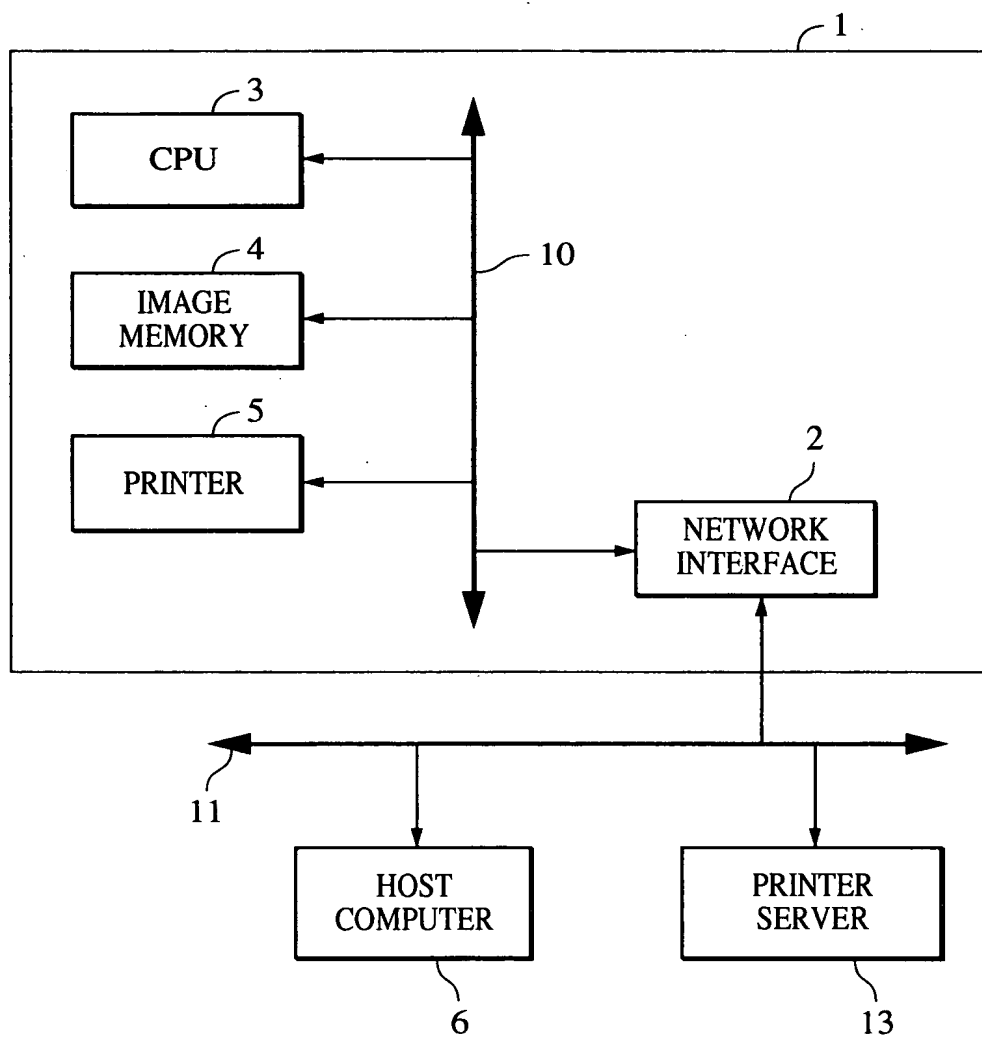 1
3
CPU
4
IMAGE
MEMORY
10
5
PRINTER
2
NETWORK
INTERFACE
11
HOST
COMPUTER
6
PRINTER
SERVER
13